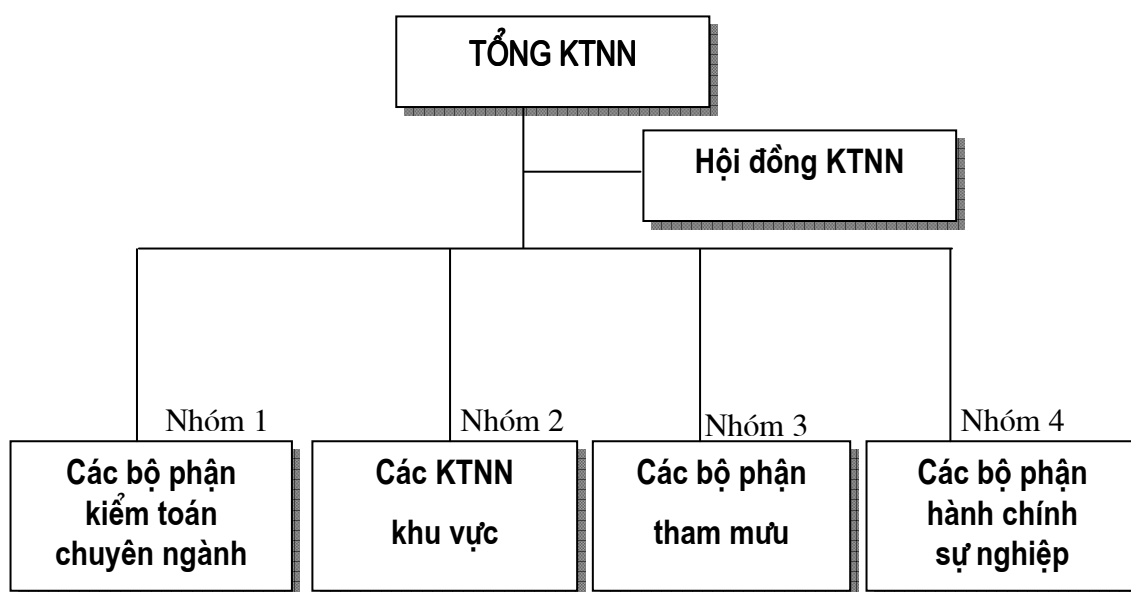 TỔNG KTNN
Hội đồng KTNN
Nhóm 1
Các bộ phận
kiểm toán
chuyên ngành
Nhóm 2
Các KTNN
khu vực
Nhóm 3
Các bộ phận
tham mưu
Nhóm 4
Các bộ phận
hành chính
sự nghiệp